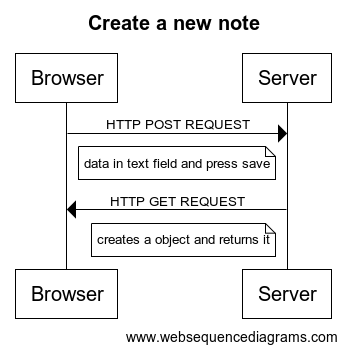 Create a new note
Browser Server
HTTP POST REQUEST
data in text field and press save
HTTP GET REQUEST
creates a object and returns it
Browser Server
www.websequencediagrams.com